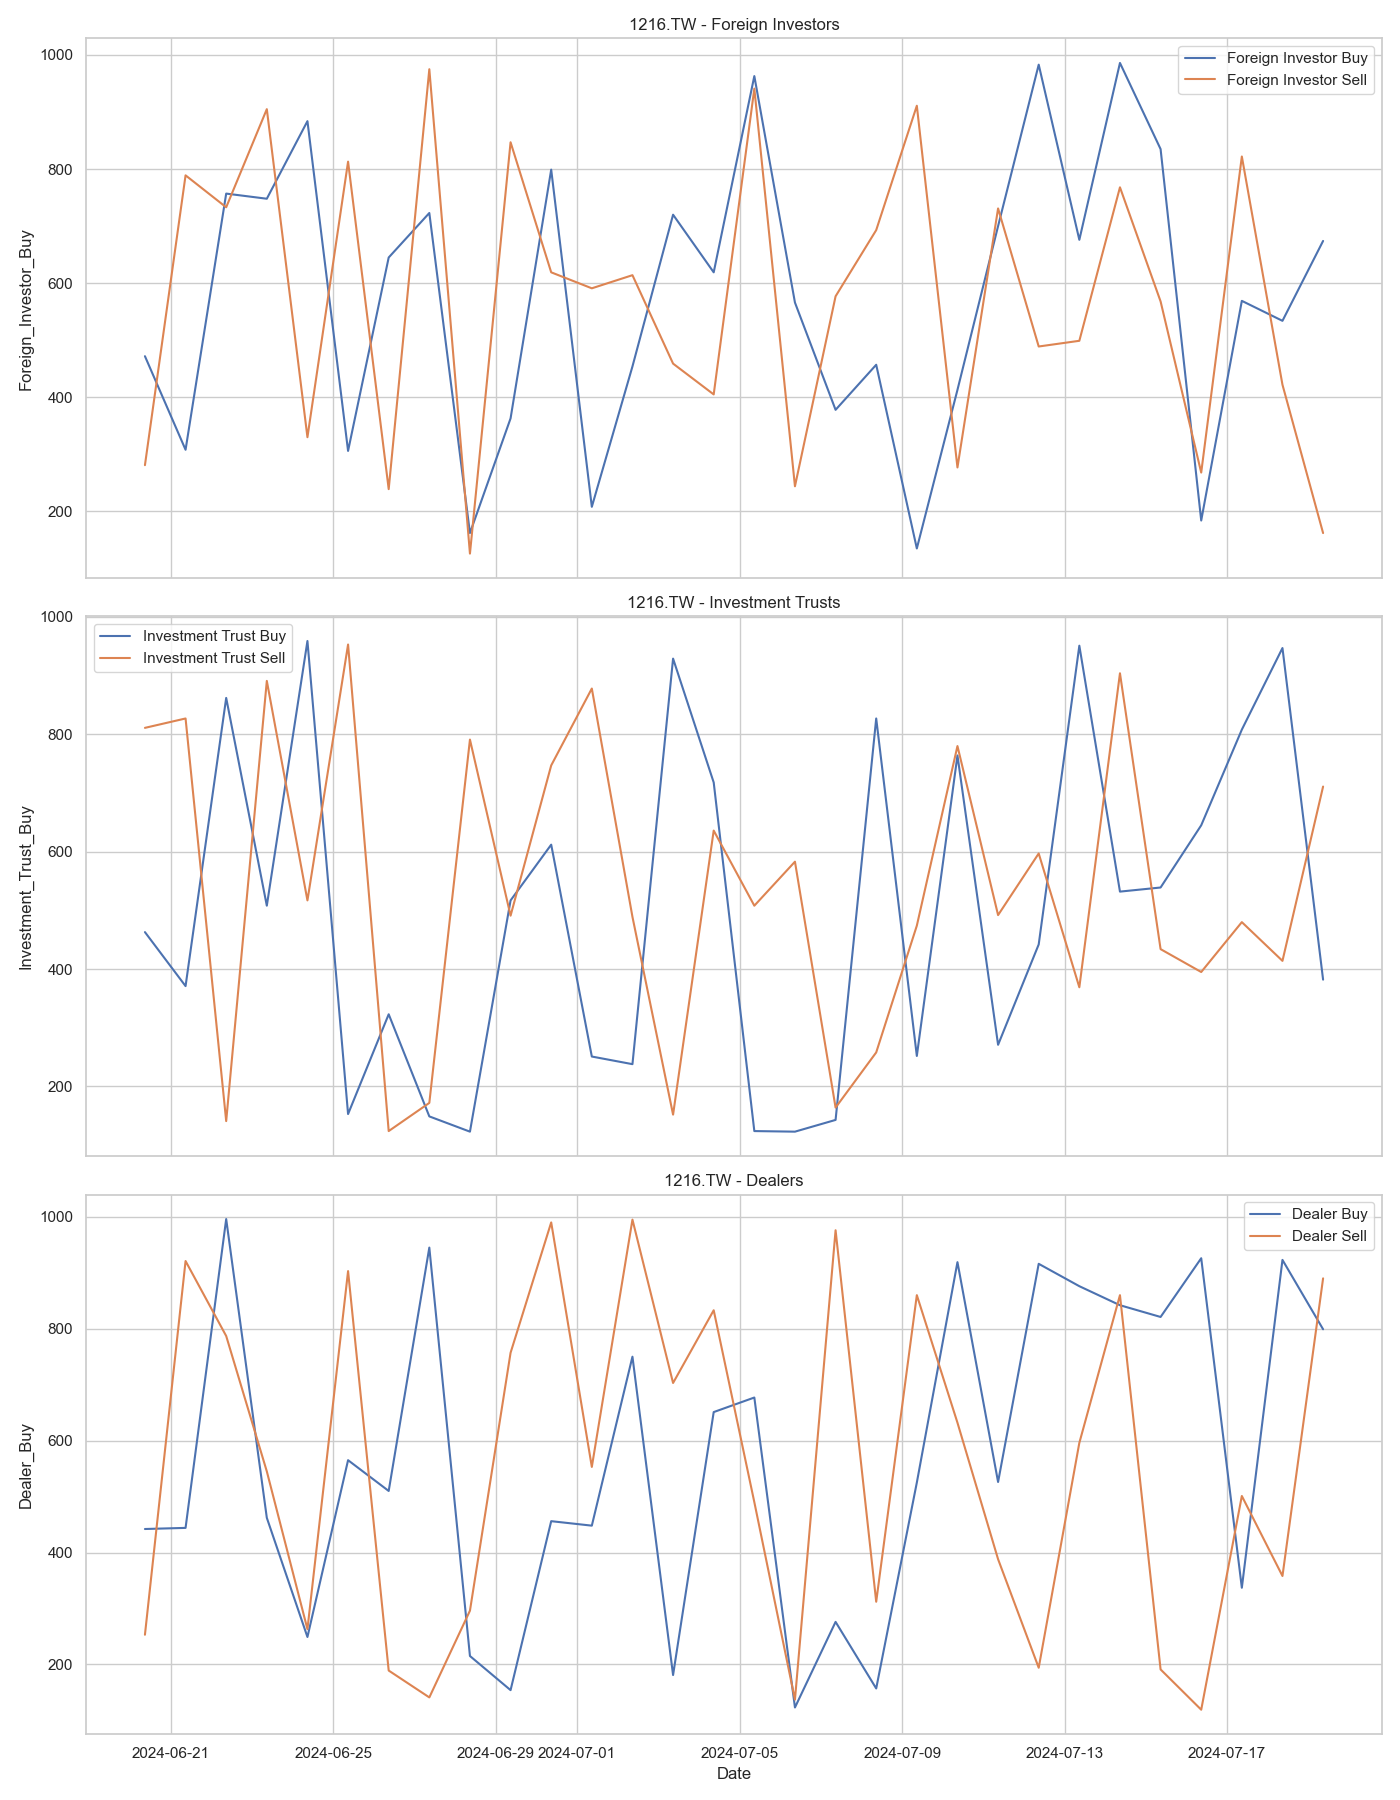 1216.TW - Foreign Investors
Foreign Investor Buy
Foreign Investor Sell
1000
800
600
400
200
Foreign_Investor_Buy
1216.TW - Investment Trusts
Investment Trust Buy
Investment Trust Sell
1000
800
600
400
200
Investment_Trust_Buy
1216.TW - Dealers
Dealer Buy
Dealer Sell
1000
800
600
400
200
Dealer_Buy
2024-06-21 2024-06-25 2024-06-29 2024-07-01 2024-07-05 2024-07-09 2024-07-13 2024-07-17
Date